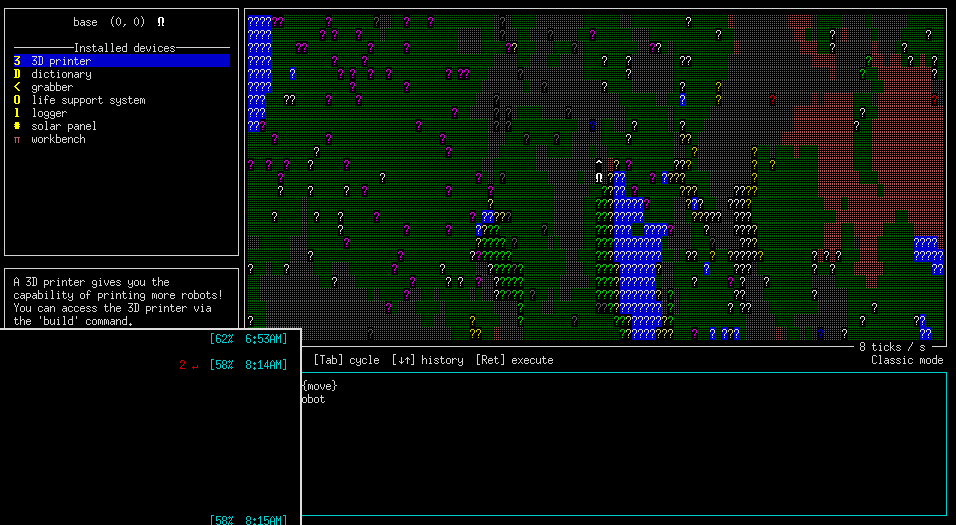 base (0, 0) Ω
Installed devices
3 3D printer
D dictionary
< grabber
O life support system
l logger
# solar panel
π workbench
A 3D printer gives you the
capability of printing more robots!
You can access the 3D printer via
the 'build' command.
8 ticks / s
[Tab] cycle [↓↑] history [Ret] execute
Classic mode
{move}
obot
[62% 6:53AM]
2 ↵ [58% 8:14AM]
[58% 8:15AM]